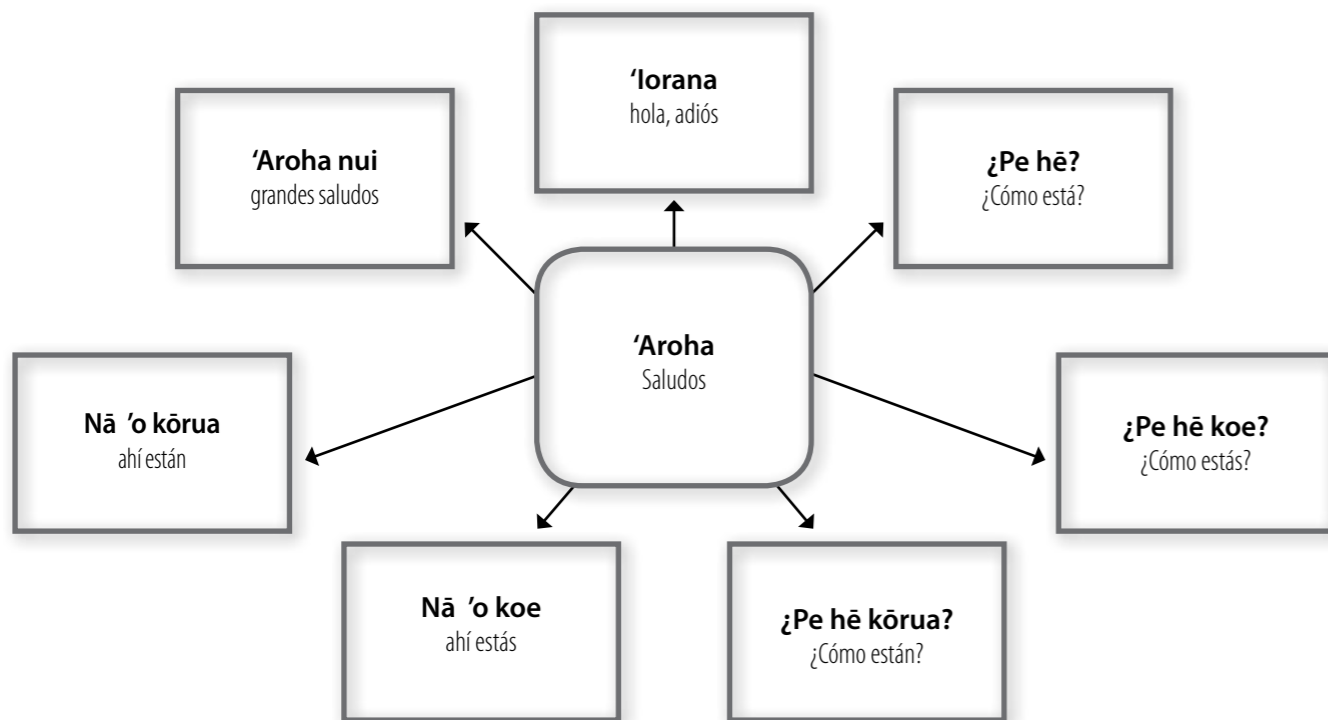 ‘Iorana
hola, adiós
‘Aroha nui
grandes saludos
¿Pe hē?
¿Cómo está?
‘Aroha
Saludos
Nā ’o kōrua
ahí están
¿Pe hē koe?
¿Cómo estás?
Nā ’o koe
ahí estás
¿Pe hē kōrua?
¿Cómo están?